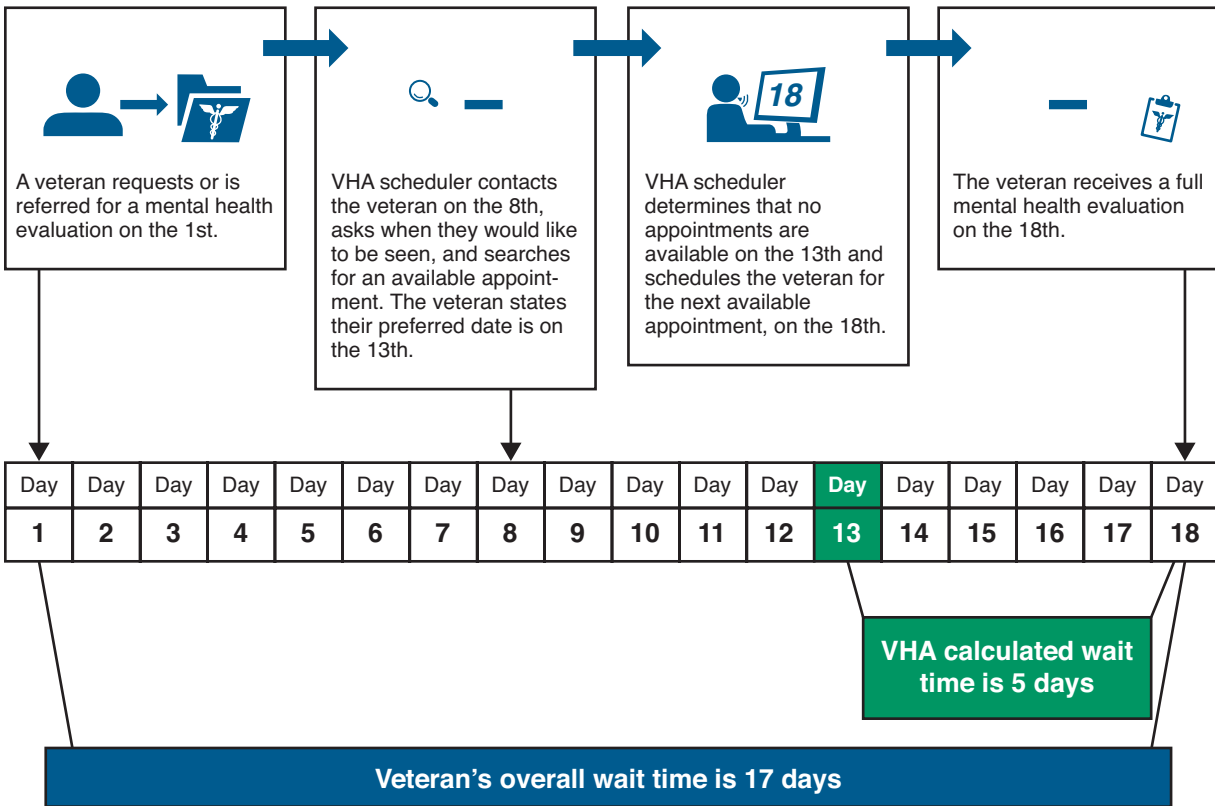 18
A veteran requests or is
referred for a mental health
evaluation on the 1st.
VHA scheduler contacts
the veteran on the 8th,
asks when they would like
to be seen, and searches
for an available appoint-
ment. The veteran states
their preferred date is on
the 13th.
VHA scheduler
determines that no
appointments are
available on the 13th and
schedules the veteran for
the next available
appointment, on the 18th.
The veteran receives a full
mental health evaluation
on the 18th.
Day Day Day Day Day Day Day Day Day Day Day Day Day Day Day Day Day Day
1 2 3 4 5 6 7 8 9 10 11 12 13 14 15 16 17 18
VHA calculated wait
time is 5 days
Veteran's overall wait time is 17 days